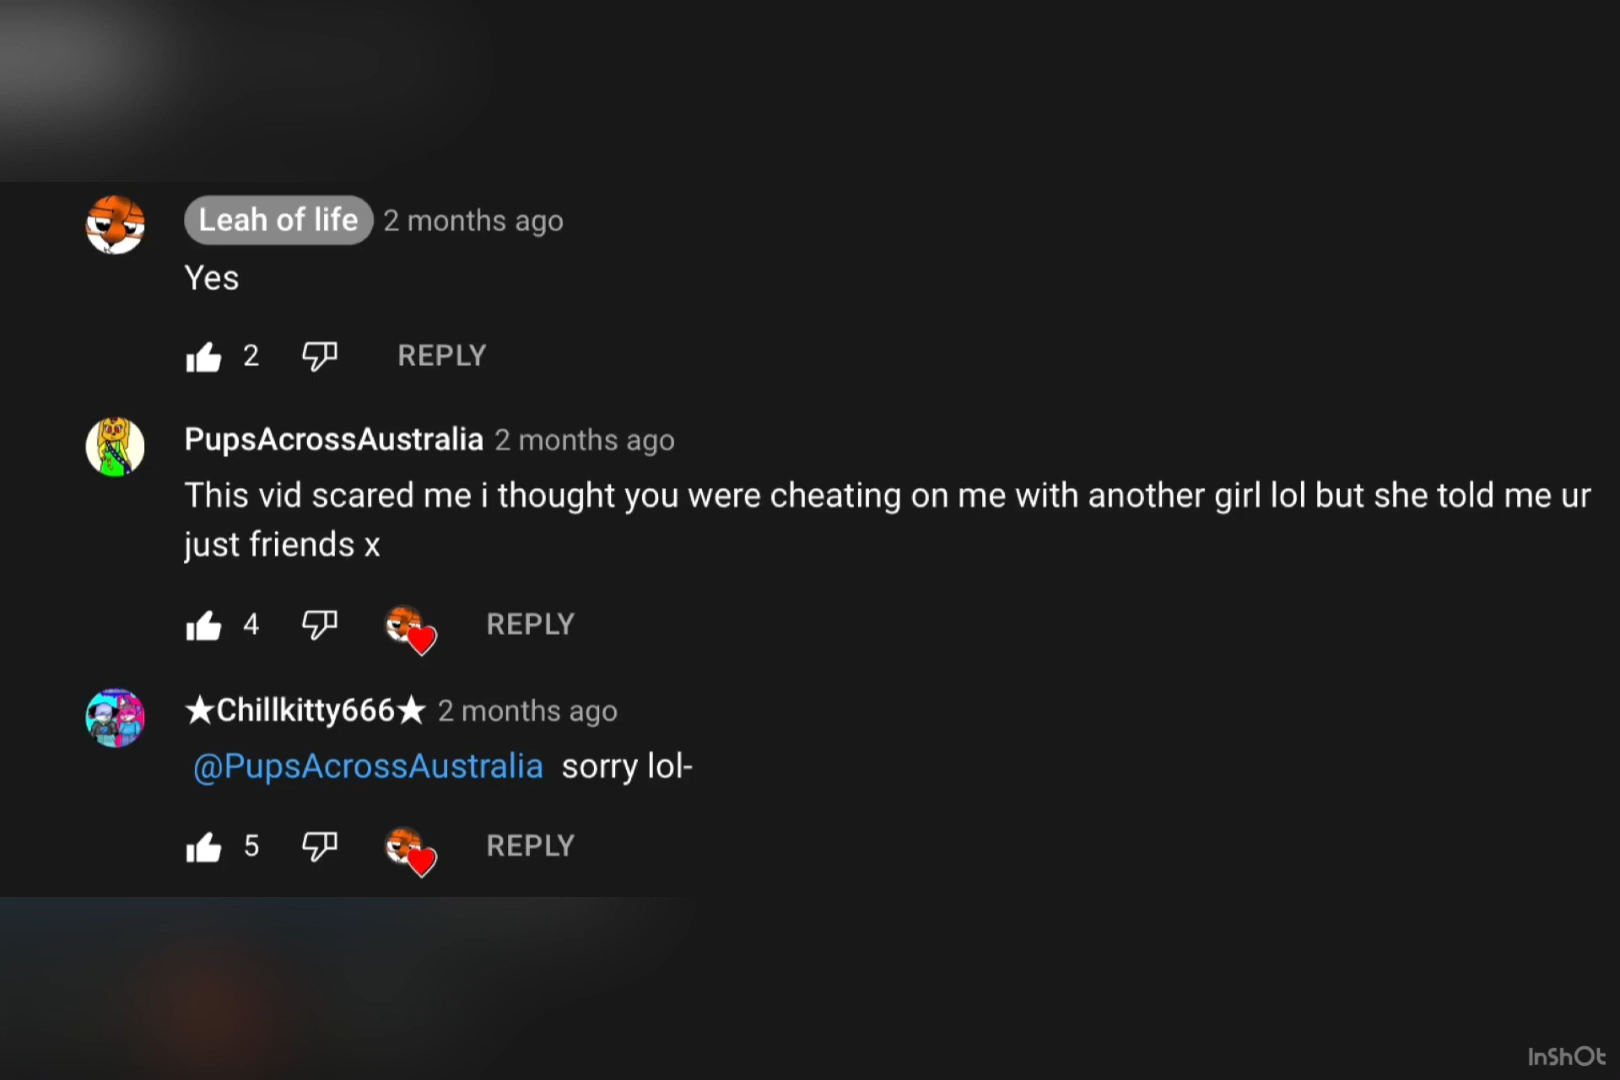 Leah of life 2 months ago
Yes
2 REPLY
PupsAcrossAustralia 2 months ago
This vid scared me i thought you were cheating on me with another girl lol but she told me ur
just friends x
4 REPLY
★Chillkitty666★ 2 months ago
@PupsAcrossAustralia sorry lol-
5 REPLY
InShOt